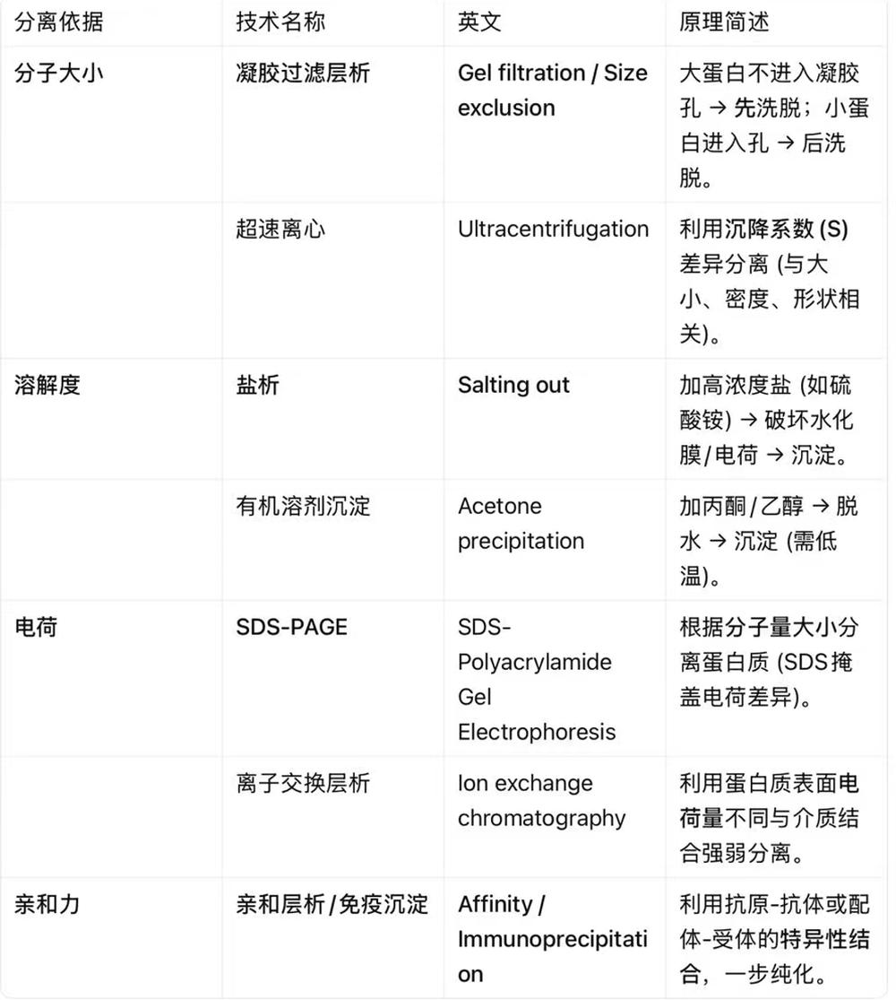 分离依据 技术名称 英文 原理简述
分子大小 凝胶过滤层析 Gel filtration / Size 大蛋白不进入凝胶
exclusion 孔 → 先洗脱；小蛋
白进入孔 → 后洗
脱。
超速离心 Ultracentrifugation 利用沉降系数 (S)
差异分离 (与大
小、密度、形状相
关)。
溶解度 盐析 Salting out 加高浓度盐 (如硫
酸铵) → 破坏水化
膜/电荷 → 沉淀。
有机溶剂沉淀 Acetone 加丙酮/乙醇 → 脱
precipitation 水 → 沉淀 (需低
温)。
电荷 SDS-PAGE SDS- 根据分子量大小分
Polyacrylamide 离蛋白质 (SDS掩
Gel 盖电荷差异)。
Electrophoresis
离子交换层析 Ion exchange 利用蛋白质表面电
chromatography 荷量不同与介质结
合强弱分离。
亲和力 亲和层析/免疫沉淀 Affinity / 利用抗原-抗体或配
Immunoprecipitati 体-受体的特异性结
on 合，一步纯化。